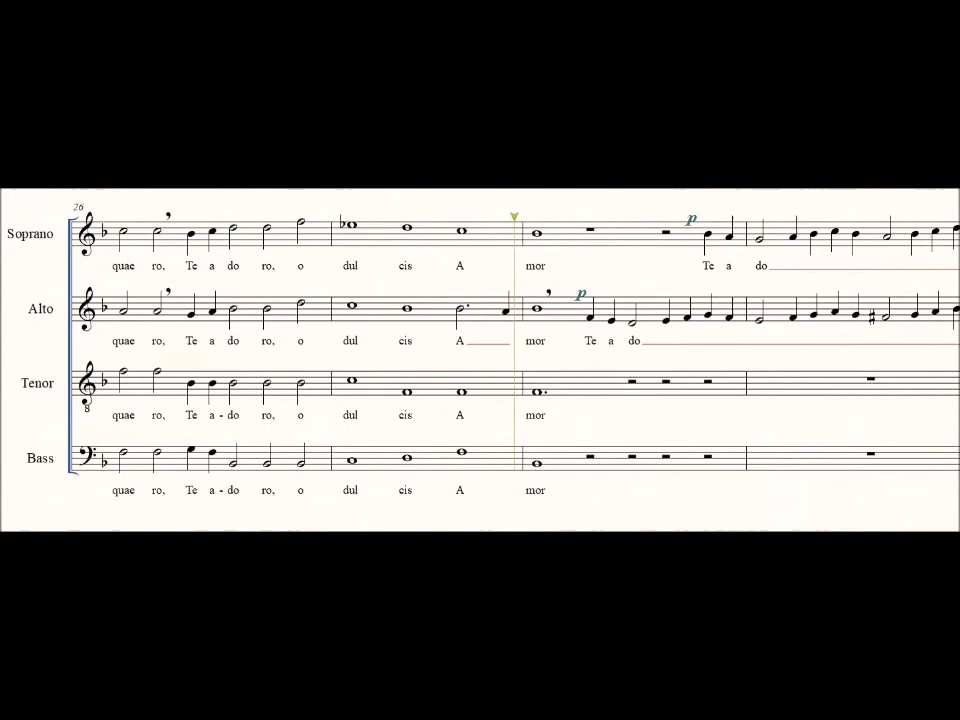 26
Soprano
p
quae ro, Te a do ro, o dul cis A mor Te a do
Alto
p
quae ro, Te a do ro, o dul cis A mor Te a do
Tenor
8
quae ro, Te a - do ro, o dul cis A mor
Bass
quae ro, Te a - do ro, o dul cis A mor